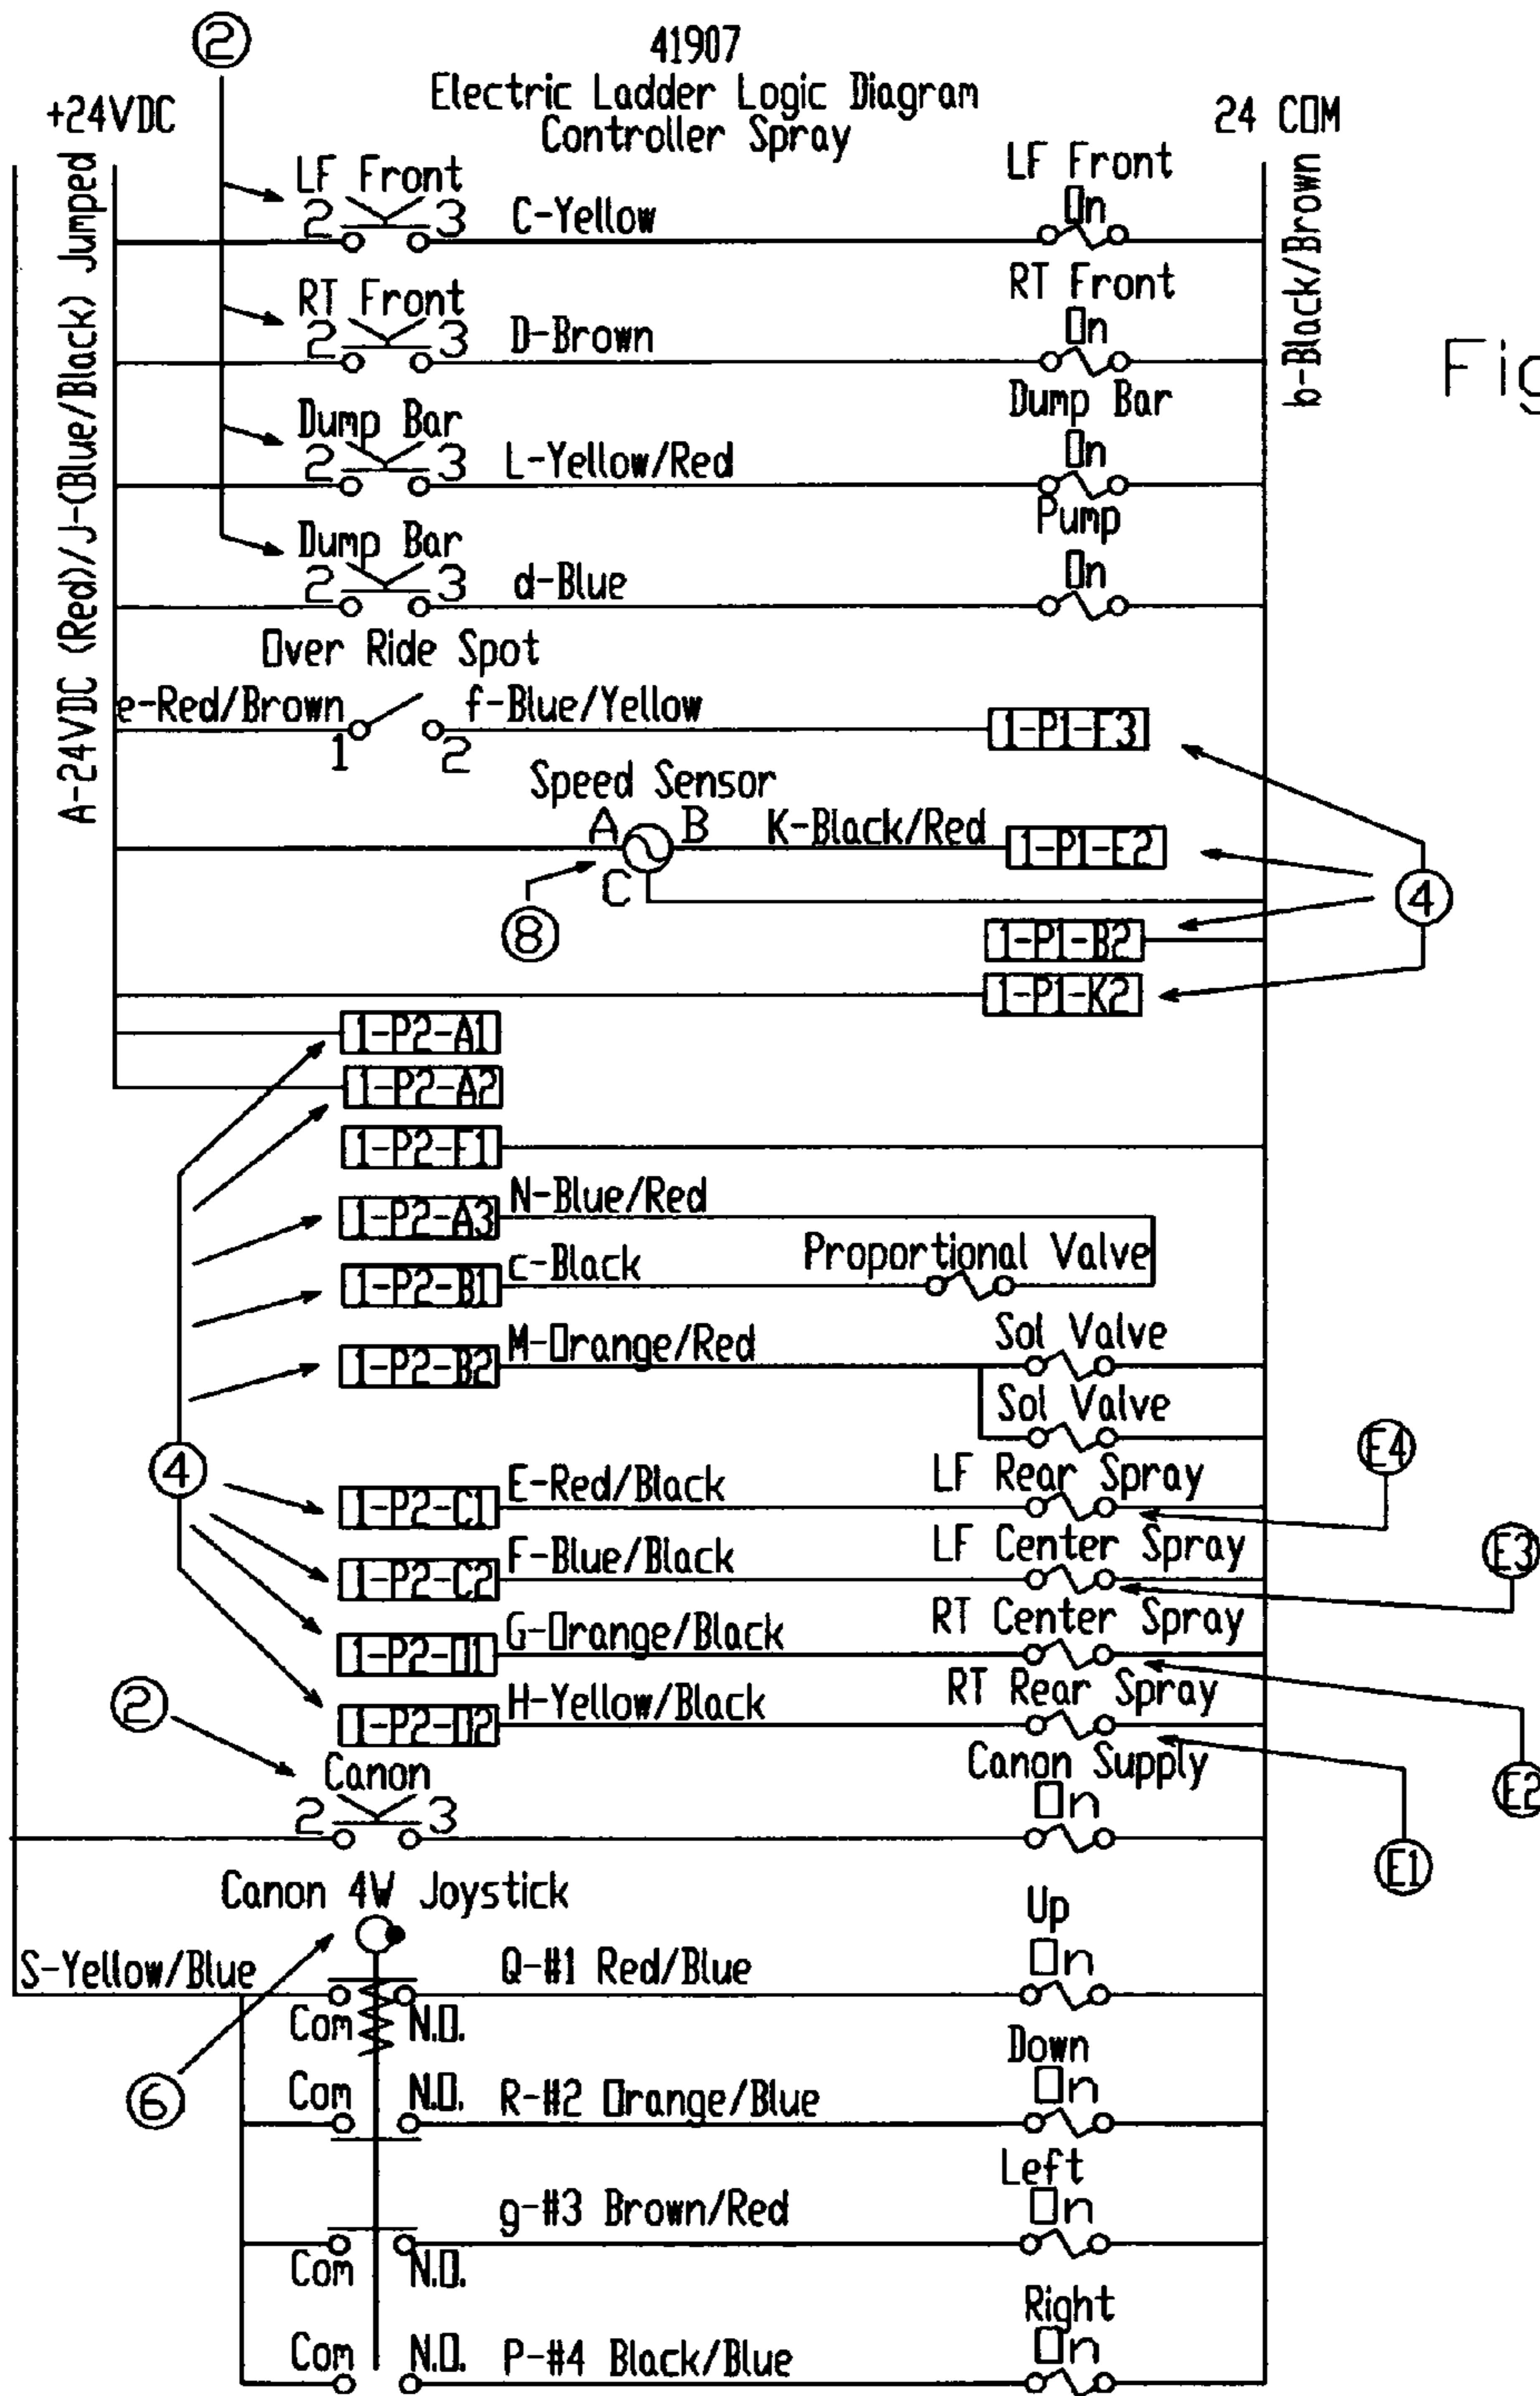 2
41907
Electric Ladder Logic Diagram
Controller Spray
+24VDC
24 COM
A-24VDC (Red)/J-(Blue/Black) Jumped
b-Black/Brown
Fig
LF Front
2 3 C-Yellow
LF Front
On
RT Front
2 3 D-Brown
RT Front
On
Dump Bar
2 3 L-Yellow/Red
Dump Bar
On
Dump Bar
2 3 d-Blue
Pump
On
Over Ride Spot
e-Red/Brown 1 2 f-Blue/Yellow 1-P1-F3
Speed Sensor
A B K-Black/Red 1-P1-E2
C
8
4
1-P1-B2
1-P1-K2
1-P2-A1
1-P2-A2
1-P2-F1
1-P2-A3 N-Blue/Red
1-P2-B1 c-Black Proportional Valve
1-P2-B2 M-Orange/Red Sol Valve
Sol Valve
4
E4
1-P2-C1 E-Red/Black LF Rear Spray
E3
1-P2-C2 F-Blue/Black LF Center Spray
1-P2-D1 G-Orange/Black RT Center Spray
2
1-P2-D2 H-Yellow/Black RT Rear Spray
E2
E1
Canon
2 3
Canon Supply
On
Canon 4W Joystick
S-Yellow/Blue
6
Com N.O. Q-#1 Red/Blue
Up
On
Com N.O. R-#2 Orange/Blue
Down
On
Com N.O. g-#3 Brown/Red
Left
On
Com N.O. P-#4 Black/Blue
Right
On